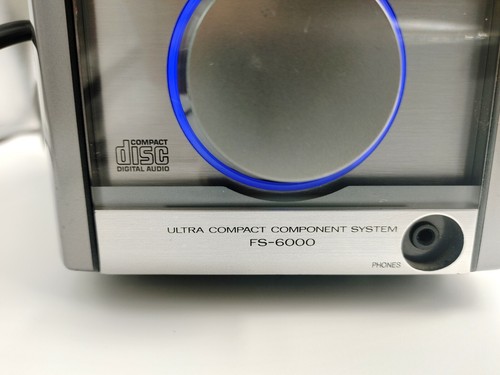 COMPACT
disc
DIGITAL AUDIO
ULTRA COMPACT COMPONENT SYSTEM
FS-6000
PHONES